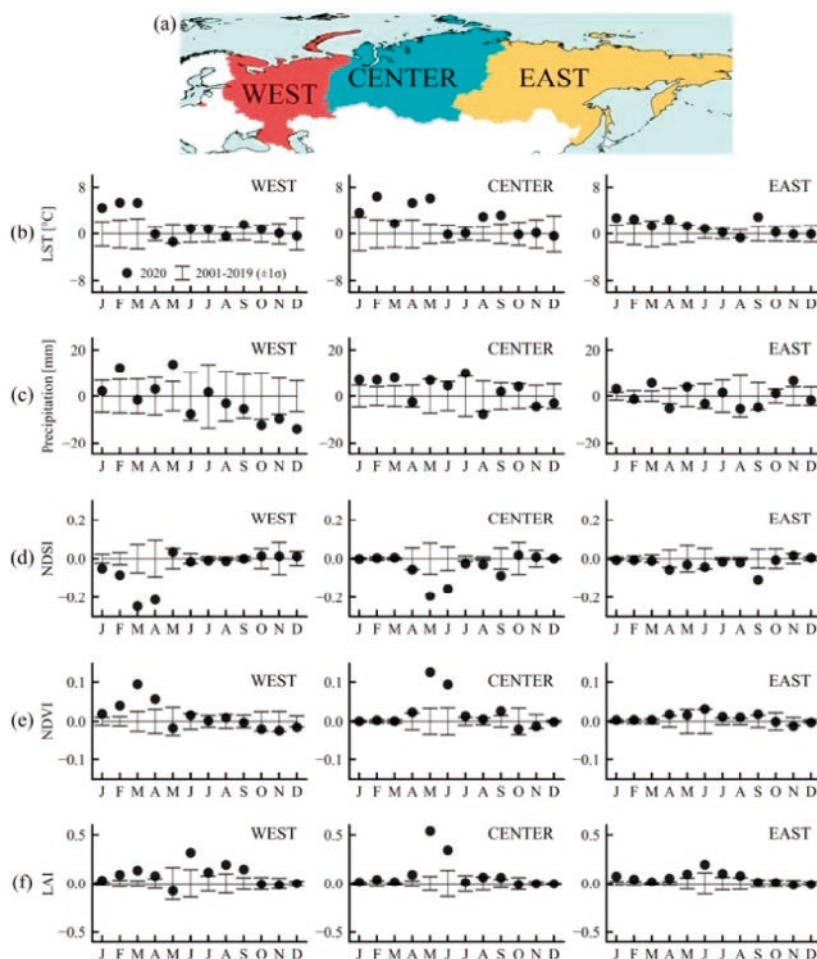 (a)
WEST CENTER EAST
WEST CENTER EAST
8
(b) LST [°C] 0
−8
● 2020 2001-2019 (±1σ)
J F M A M J J A S O N D J F M A M J J A S O N D J F M A M J J A S O N D
WEST CENTER EAST
20
(c) Precipitation [mm] 0
−20
J F M A M J J A S O N D J F M A M J J A S O N D J F M A M J J A S O N D
WEST CENTER EAST
0.2
(d) NDSI 0.0
−0.2
J F M A M J J A S O N D J F M A M J J A S O N D J F M A M J J A S O N D
WEST CENTER EAST
0.1
(e) NDVI 0.0
−0.1
J F M A M J J A S O N D J F M A M J J A S O N D J F M A M J J A S O N D
WEST CENTER EAST
0.5
(f) LAI 0.0
−0.5
J F M A M J J A S O N D J F M A M J J A S O N D J F M A M J J A S O N D